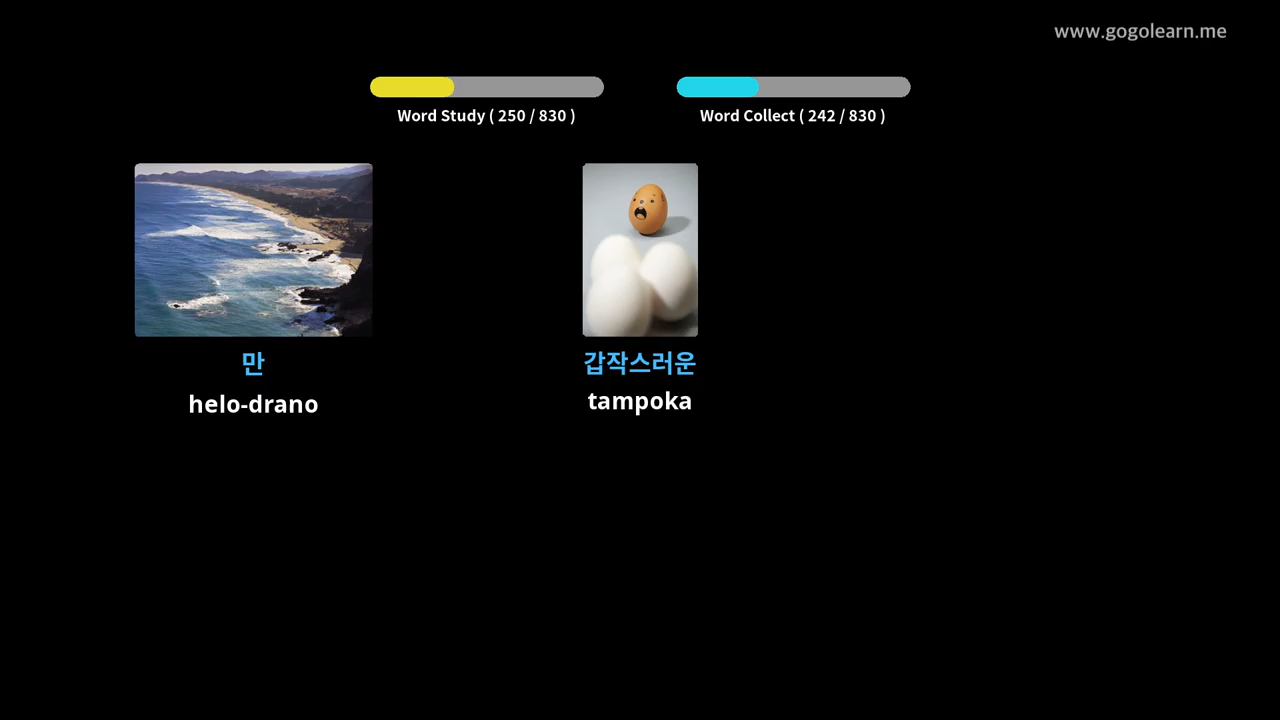 www.gogolearn.me
Word Study ( 250 / 830 )
Word Collect ( 242 / 830 )
만
helo-drano
갑작스러운
tampoka